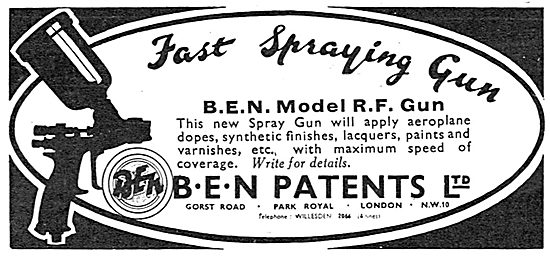 Fast Spraying Gun
B.E.N. Model R.F. Gun
This new Spray Gun will apply aeroplane
dopes, synthetic finishes, lacquers, paints and
varnishes, etc., with maximum speed of
coverage. Write for details.
BEN
B·E·N PATENTS LTD
GORST ROAD · PARK ROYAL · LONDON · N.W.10
Telephone: WILLESDEN 2066 (4 lines)